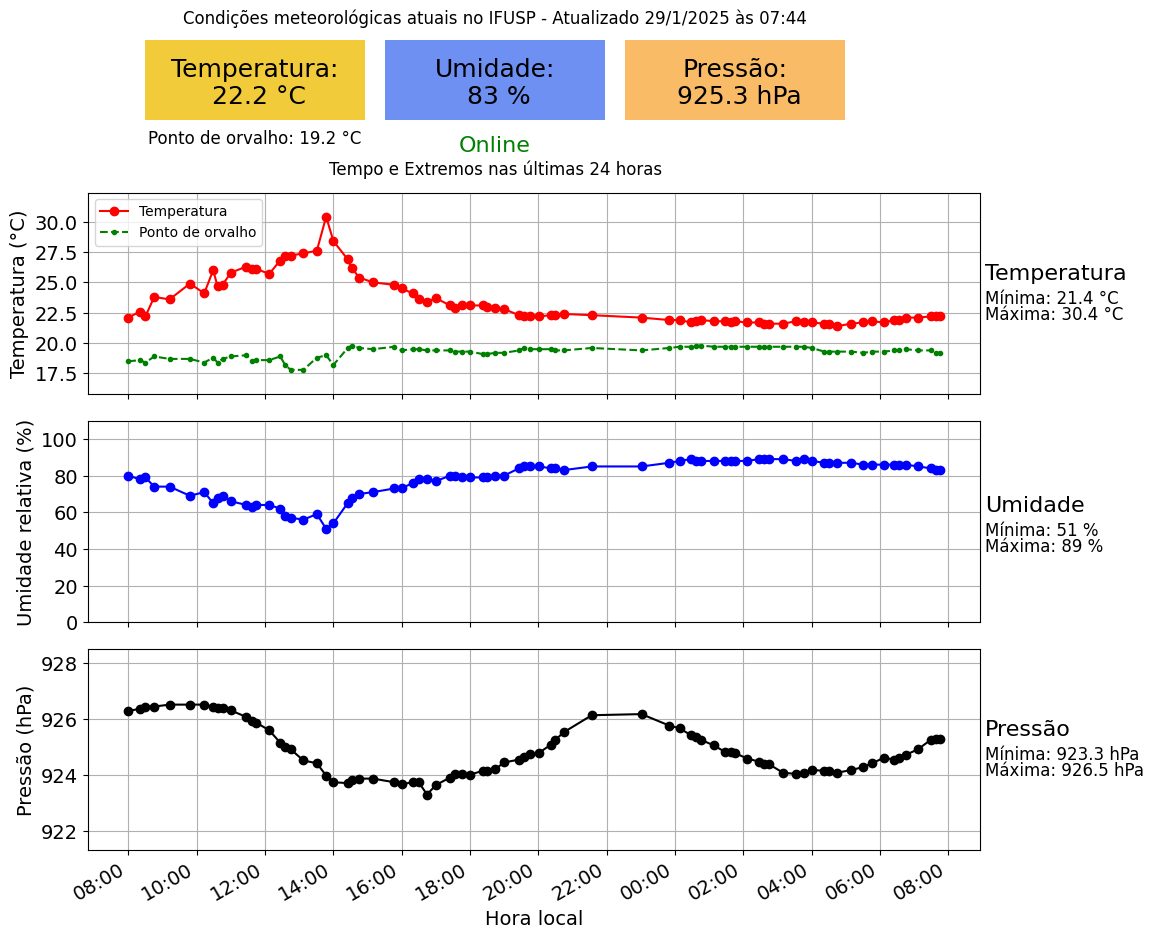 Condições meteorológicas atuais no IFUSP - Atualizado 29/1/2025 às 07:44
Temperatura:
22.2 °C
Umidade:
83 %
Pressão:
925.3 hPa
Ponto de orvalho: 19.2 °C
Online
Tempo e Extremos nas últimas 24 horas
Temperatura (°C)
30.0
27.5
25.0
22.5
20.0
17.5
Temperatura
Ponto de orvalho
Temperatura
Mínima: 21.4 °C
Máxima: 30.4 °C
Umidade relativa (%)
100
80
60
40
20
0
Umidade
Mínima: 51 %
Máxima: 89 %
Pressão (hPa)
928
926
924
922
Pressão
Mínima: 923.3 hPa
Máxima: 926.5 hPa
08:00
10:00
12:00
14:00
16:00
18:00
20:00
22:00
00:00
02:00
04:00
06:00
08:00
Hora local